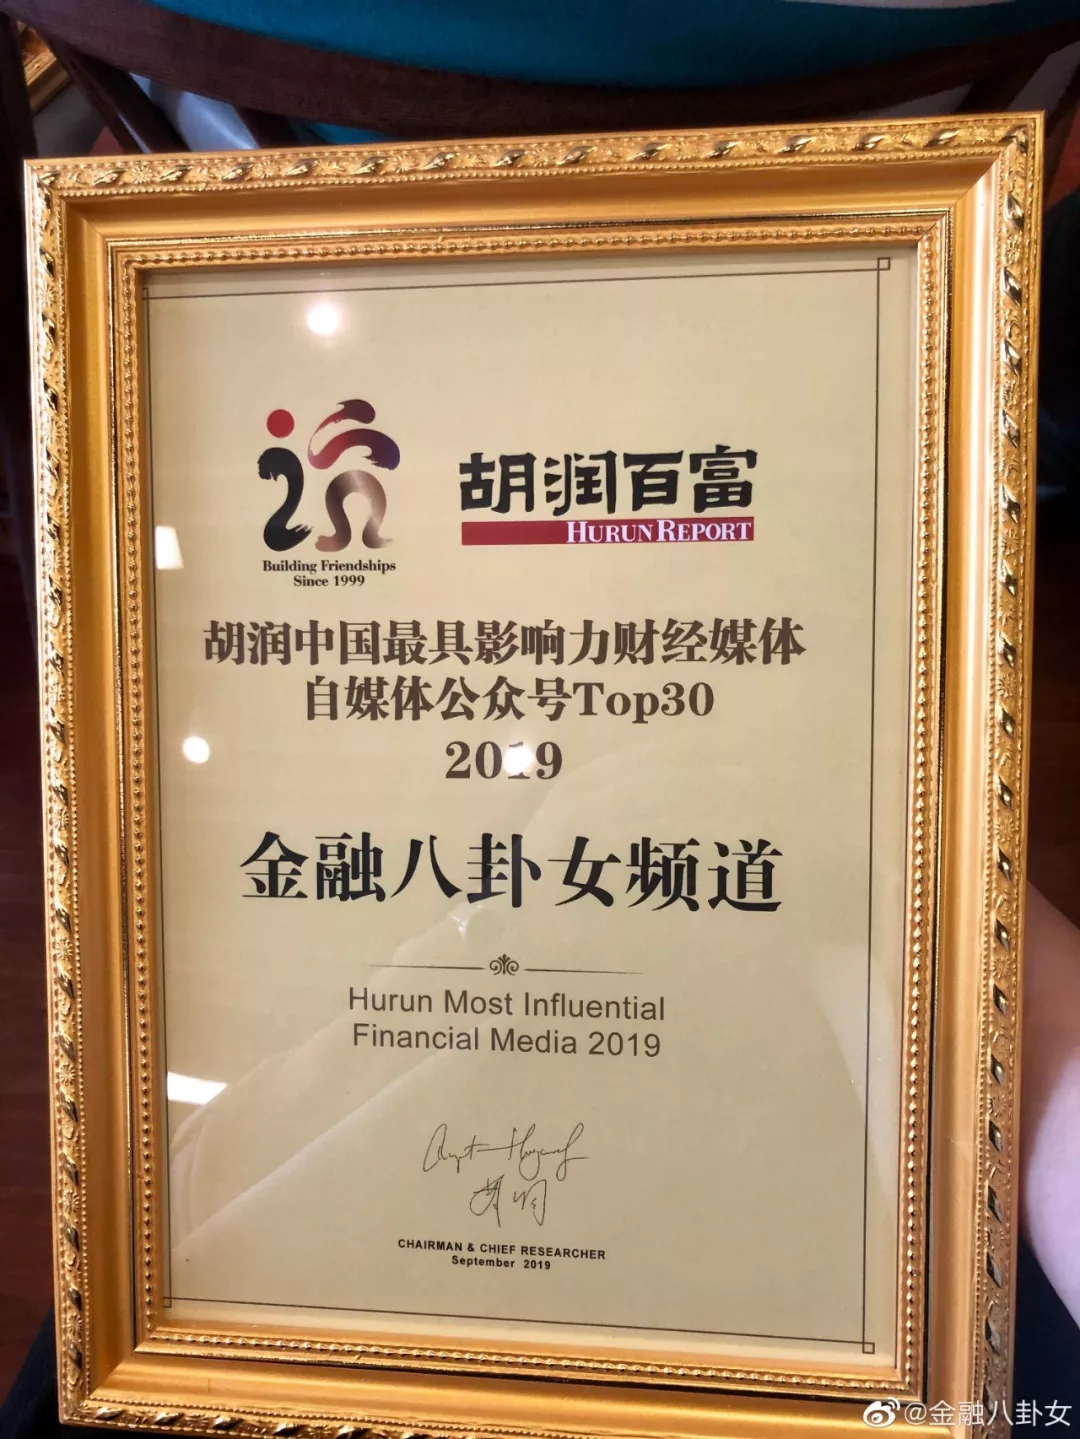 Building Friendships
Since 1999
胡润百富
HURUN REPORT
胡润中国最具影响力财经媒体
自媒体公众号Top30
2019
金融八卦女频道
Hurun Most Influential
Financial Media 2019
胡润
CHAIRMAN & CHIEF RESEARCHER
September 2019
@金融八卦女